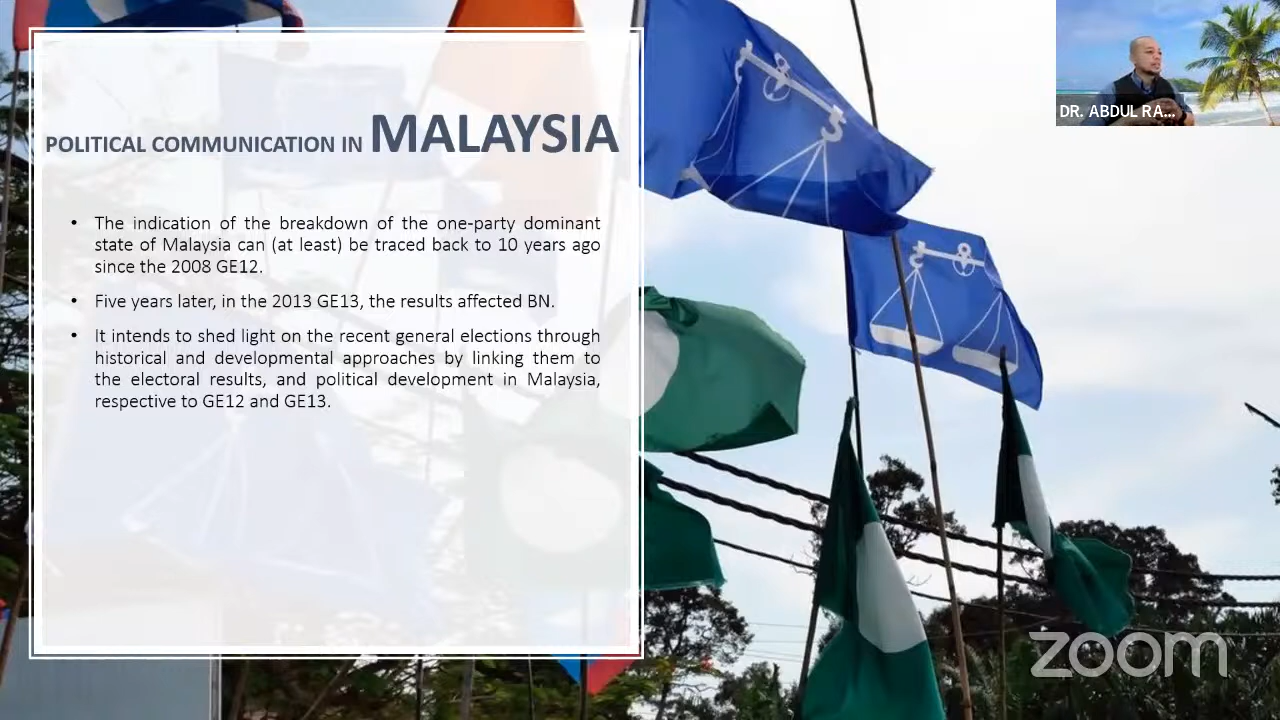 POLITICAL COMMUNICATION IN MALAYSIA
• The indication of the breakdown of the one-party dominant
state of Malaysia can (at least) be traced back to 10 years ago
since the 2008 GE12.
• Five years later, in the 2013 GE13, the results affected BN.
• It intends to shed light on the recent general elections through
historical and developmental approaches by linking them to
the electoral results, and political development in Malaysia,
respective to GE12 and GE13.
DR. ABDUL RA...
zoom